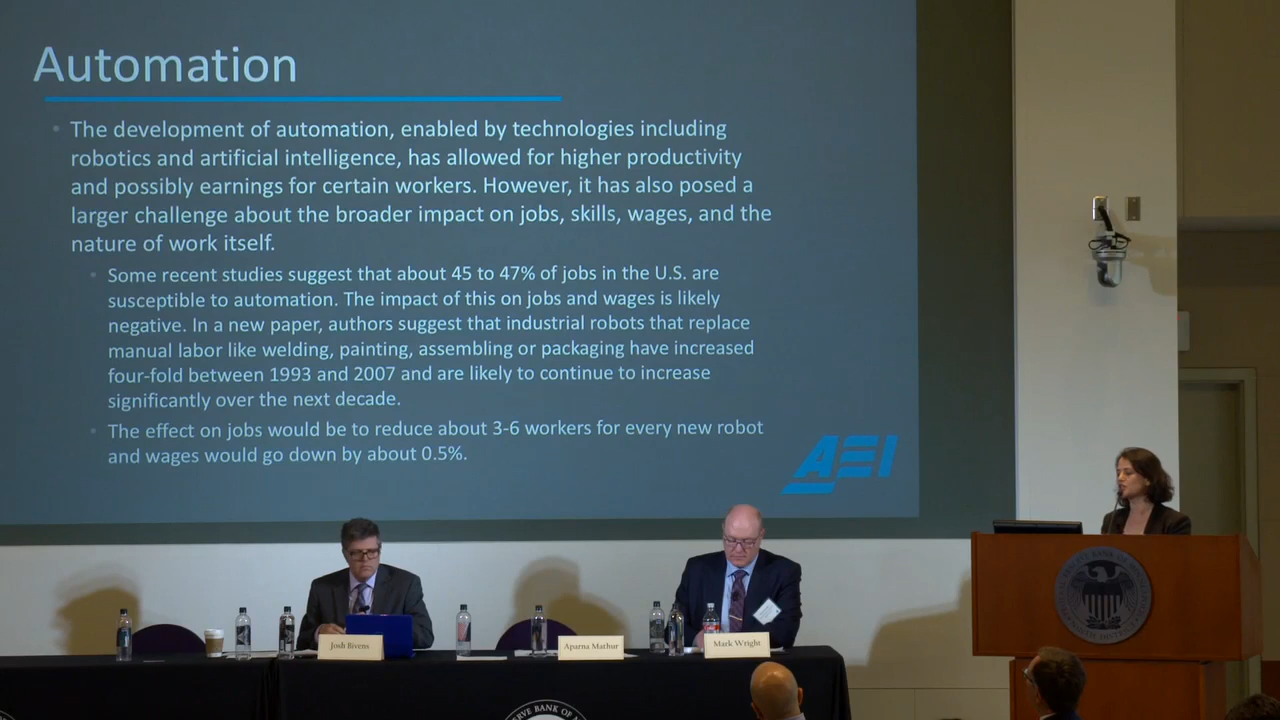 Automation
The development of automation, enabled by technologies including
robotics and artificial intelligence, has allowed for higher productivity
and possibly earnings for certain workers. However, it has also posed a
larger challenge about the broader impact on jobs, skills, wages, and the
nature of work itself.
Some recent studies suggest that about 45 to 47% of jobs in the U.S. are
susceptible to automation. The impact of this on jobs and wages is likely
negative. In a new paper, authors suggest that industrial robots that replace
manual labor like welding, painting, assembling or packaging have increased
four-fold between 1993 and 2007 and are likely to continue to increase
significantly over the next decade.
The effect on jobs would be to reduce about 3-6 workers for every new robot
and wages would go down by about 0.5%.
AEI
Josh Bivens
Aparna Mathur
Mark Wright
RVE BANK OF